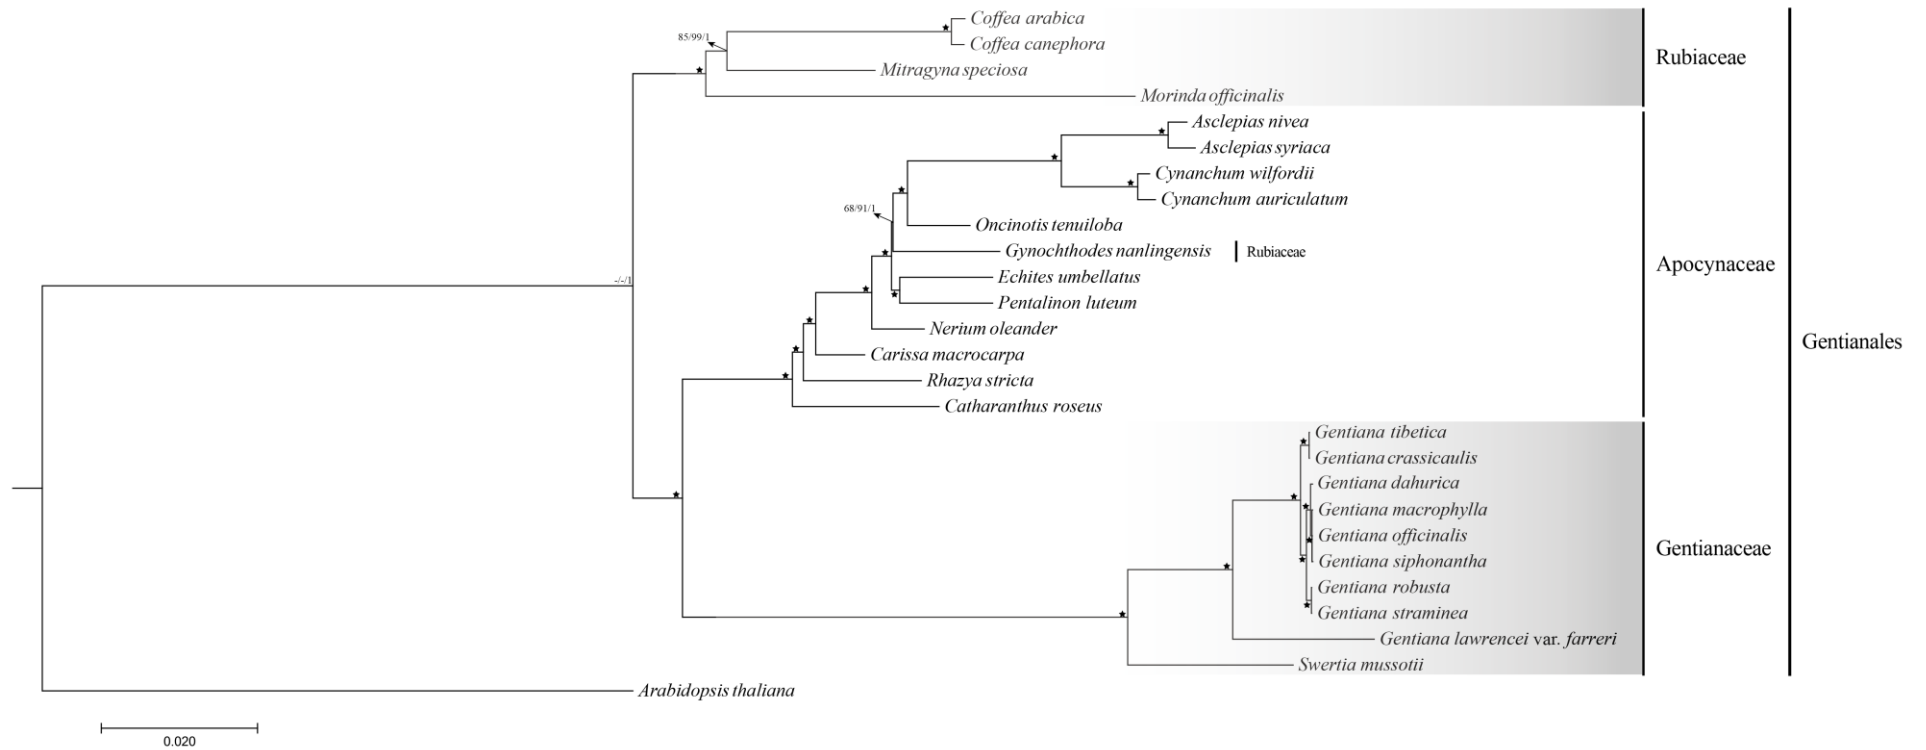 Coffea arabica
85/99/1
Coffea canephora
Rubiaceae
Mitragyna speciosa
Morinda officinalis
Asclepias nivea
Asclepias syriaca
Cynanchum wilfordii
Cynanchum auriculatum
68/91/1
Oncinotis tenuiloba
Gynochthodes nanlingensis
Rubiaceae
Apocynaceae
Echites umbellatus
-/-/1
Pentalinon luteum
Nerium oleander
Gentianales
Carissa macrocarpa
Rhazya stricta
Catharanthus roseus
Gentiana tibetica
Gentiana crassicaulis
Gentiana dahurica
Gentiana macrophylla
Gentiana officinalis
Gentianaceae
Gentiana siphonantha
Gentiana robusta
Gentiana straminea
Gentiana lawrencei var. farreri
Swertia mussotii
Arabidopsis thaliana
0.020